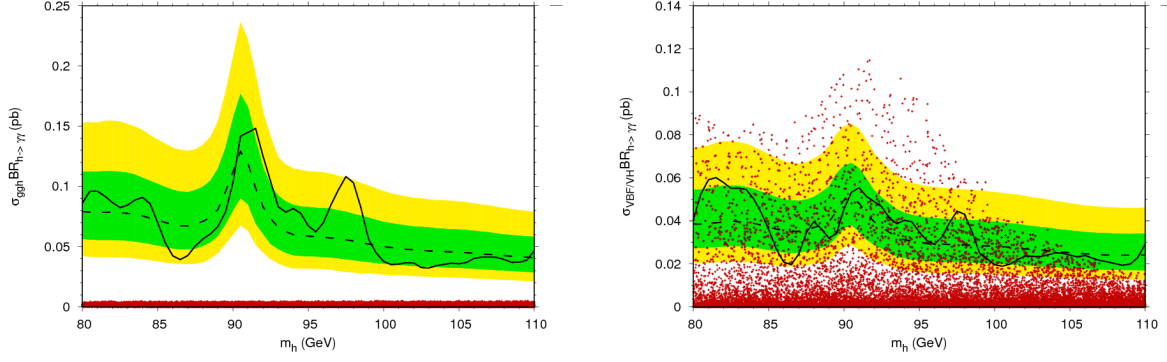 0.25
0.2
0.15
0.1
0.05
0
σggh BRh-> γγ (pb)
80 85 90 95 100 105 110
mh (GeV)
0.14
0.12
0.1
0.08
0.06
0.04
0.02
0
σVBF/VH BRh-> γγ (pb)
80 85 90 95 100 105 110
mh (GeV)